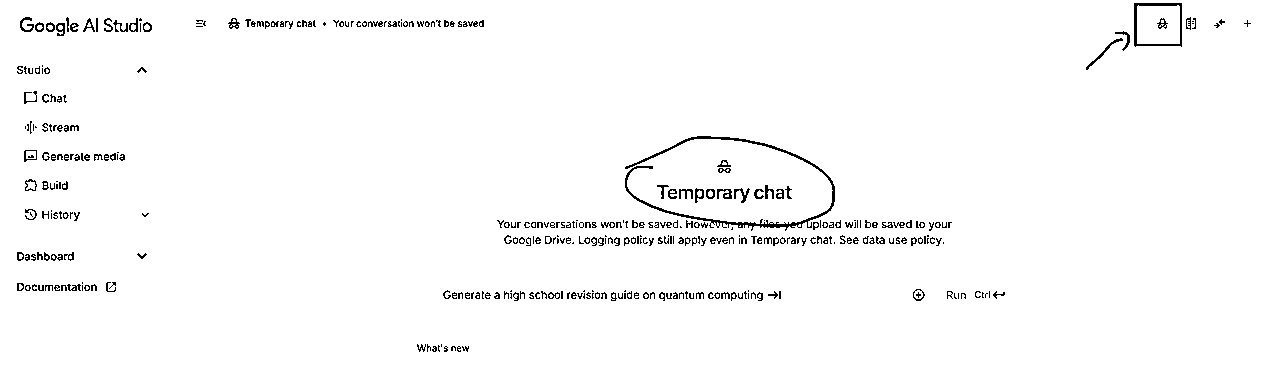 Google AI Studio
Temporary chat • Your conversation won't be saved
Studio
Chat
Stream
Generate media
Build
History
Dashboard
Documentation
Temporary chat
Your conversations won't be saved. However, any files you upload will be saved to your
Google Drive. Logging policy still apply even in Temporary chat. See data use policy.
Generate a high school revision guide on quantum computing
Run Ctrl
What's new